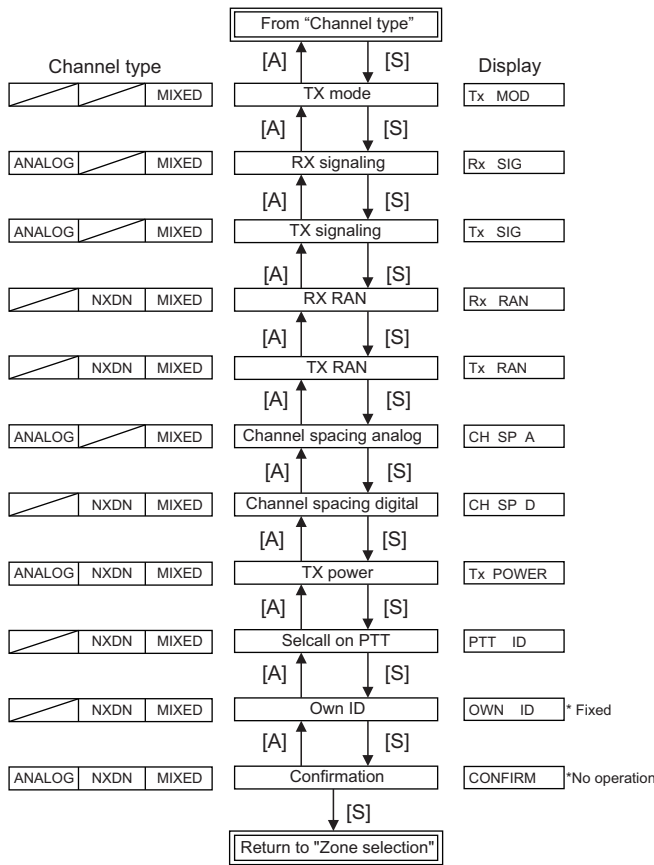 From “Channel type”
[A] [S]
Channel type Display
MIXED TX mode Tx MOD
[A] [S]
ANALOG MIXED RX signaling Rx SIG
[A] [S]
ANALOG MIXED TX signaling Tx SIG
[A] [S]
NXDN MIXED RX RAN Rx RAN
[A] [S]
NXDN MIXED TX RAN Tx RAN
[A] [S]
ANALOG MIXED Channel spacing analog CH SP A
[A] [S]
NXDN MIXED Channel spacing digital CH SP D
[A] [S]
ANALOG NXDN MIXED TX power Tx POWER
[A] [S]
NXDN MIXED Selcall on PTT PTT ID
[A] [S]
NXDN MIXED Own ID OWN ID * Fixed
[A] [S]
ANALOG NXDN MIXED Confirmation CONFIRM *No operation
[S]
Return to "Zone selection"